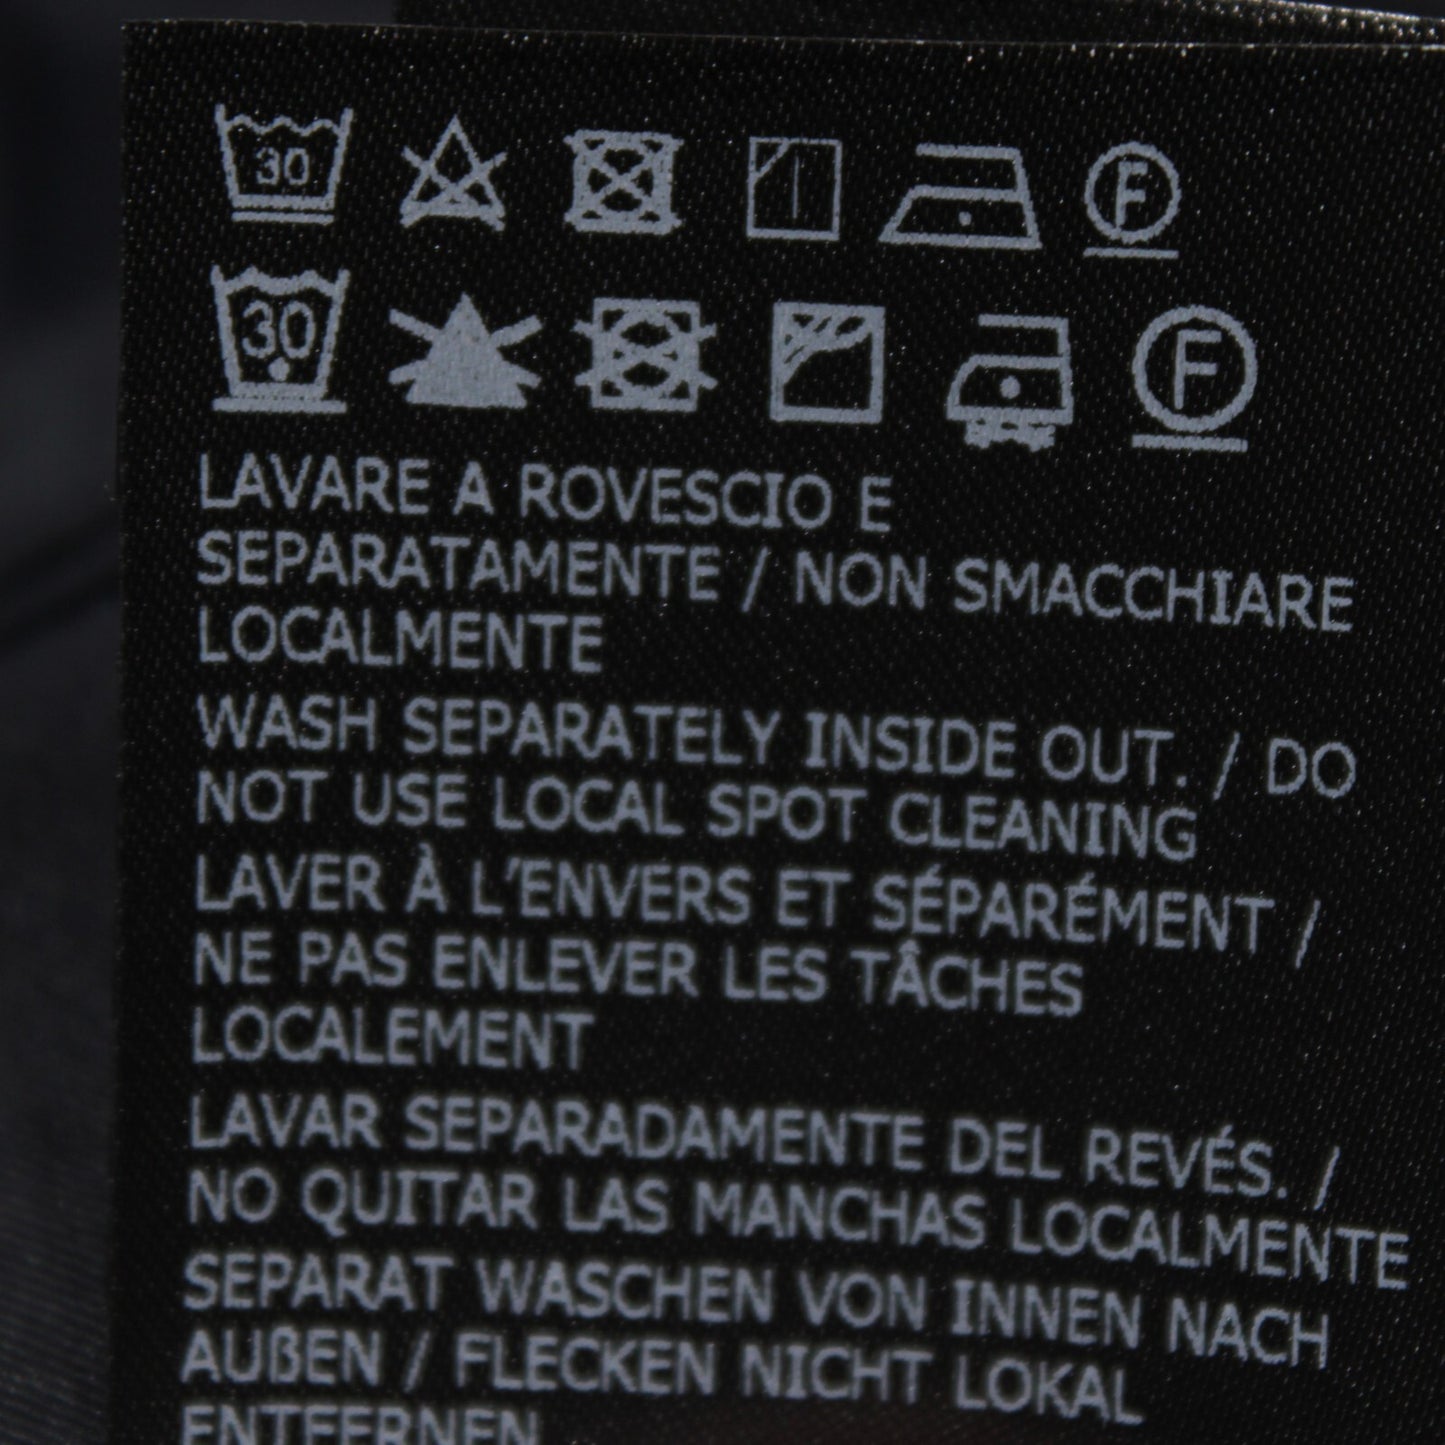 30 F
30 F
LAVARE A ROVESCIO E
SEPARATAMENTE / NON SMACCHIARE
LOCALMENTE
WASH SEPARATELY INSIDE OUT. / DO
NOT USE LOCAL SPOT CLEANING
LAVER À L'ENVERS ET SÉPARÉMENT /
NE PAS ENLEVER LES TÂCHES
LOCALEMENT
LAVAR SEPARADAMENTE DEL REVÉS. /
NO QUITAR LAS MANCHAS LOCALMENTE
SEPARAT WASCHEN VON INNEN NACH
AUßEN / FLECKEN NICHT LOKAL
ENTFERNEN